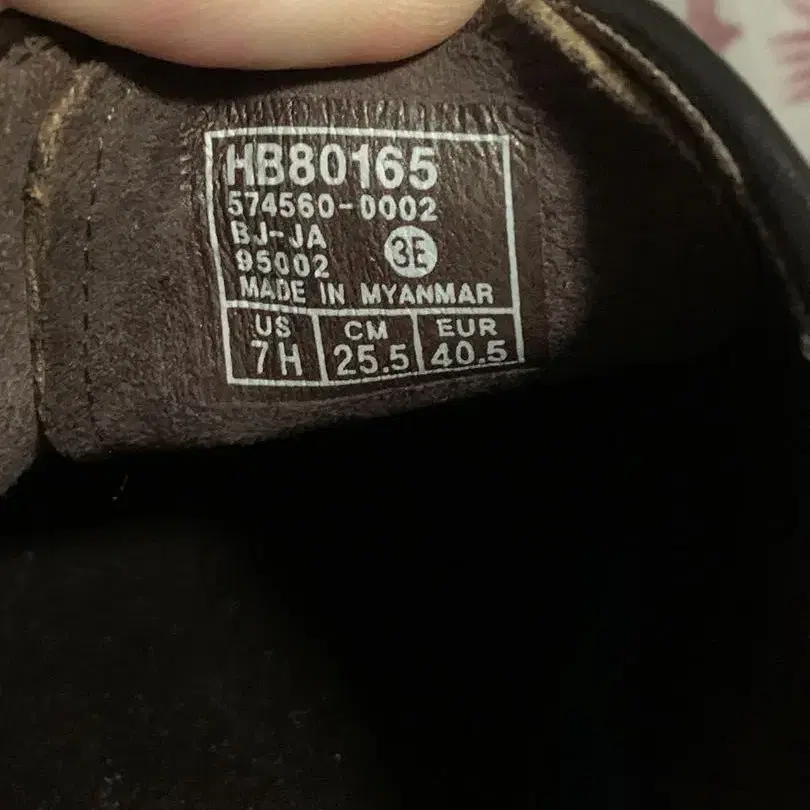 HB80165
574560-0002
BJ-JA
3E
95002
MADE IN MYANMAR
US CM EUR
7H 25.5 40.5